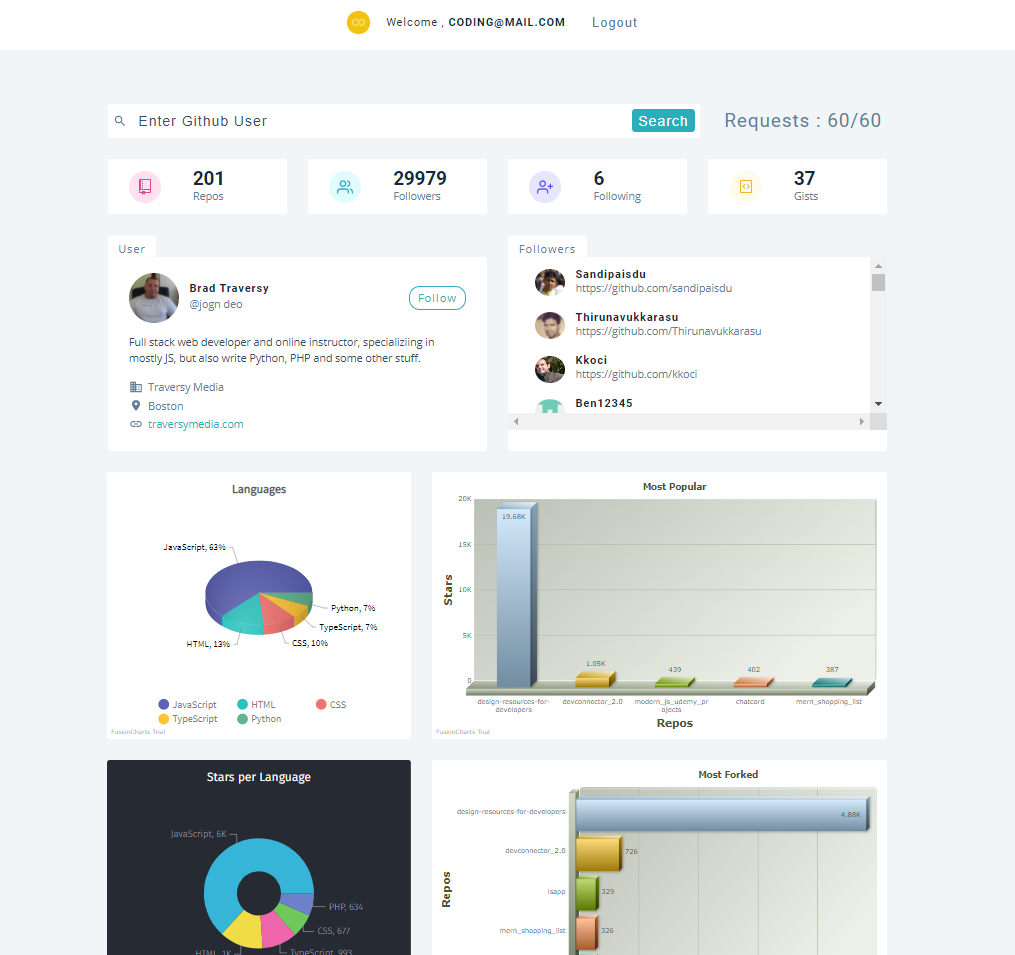 CO Welcome , CODING@MAIL.COM Logout
Enter Github User Search Requests : 60/60
201
Repos
29979
Followers
6
Following
37
Gists
User
Brad Traversy
@jogn deo
Follow
Full stack web developer and online instructor, specializiing in
mostly JS, but also write Python, PHP and some other stuff.
Traversy Media
Boston
traversymedia.com
Followers
Sandipaisdu
https://github.com/sandipaisdu
Thirunavukkarasu
https://github.com/Thirunavukkarasu
Kkoci
https://github.com/kkoci
Ben12345
Languages
JavaScript, 63%
Python, 7%
TypeScript, 7%
CSS, 10%
HTML, 13%
JavaScript HTML CSS
TypeScript Python
FusionCharts Trial
Most Popular
20K
15K
10K
5K
0
Stars
19.68K
1.05K
439
402
387
design-resources-for-
developers
devconnector_2.0
modern_js_udemy_pr
ojects
chatcord
mern_shopping_list
Repos
FusionCharts Trial
Stars per Language
JavaScript, 6K
PHP, 634
CSS, 677
TypeScript, 993
HTML, 1K
Most Forked
Repos
design-resources-for-developers 4.88K
devconnector_2.0 726
lsapp 329
mern_shopping_list 326